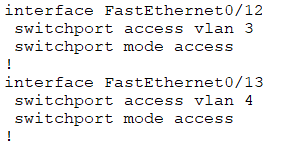 interface FastEthernet0/12
 switchport access vlan 3
 switchport mode access
!
interface FastEthernet0/13
 switchport access vlan 4
 switchport mode access
!